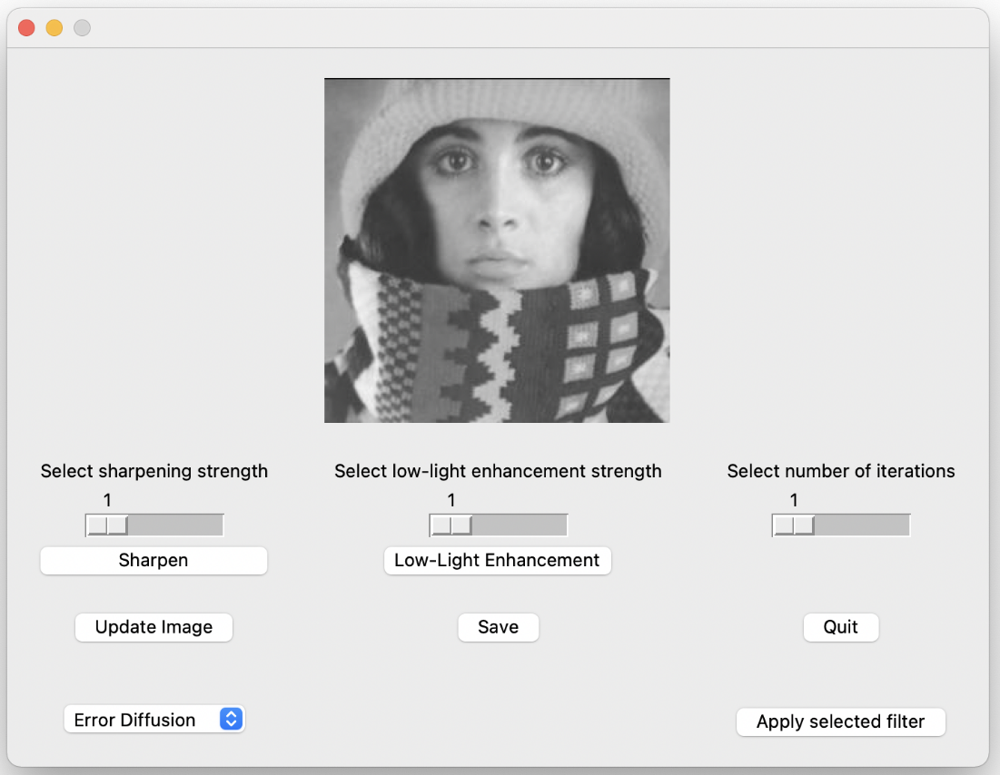 Select sharpening strength
Select low-light enhancement strength
Select number of iterations
1
1
1
Sharpen
Low-Light Enhancement
Update Image
Save
Quit
Error Diffusion
Apply selected filter